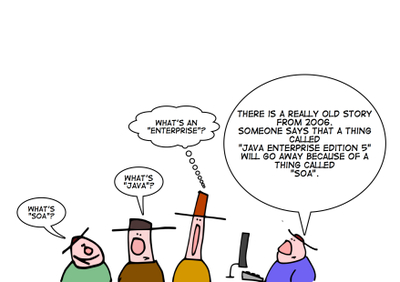 WHAT'S
"SOA"?
WHAT'S
"JAVA"?
WHAT'S AN
"ENTERPRISE"?
THERE IS A REALLY OLD STORY
FROM 2006.
SOMEONE SAYS THAT A THING
CALLED
"JAVA ENTERPRISE EDITION 5"
WILL GO AWAY BECAUSE OF A
THING CALLED
"SOA".